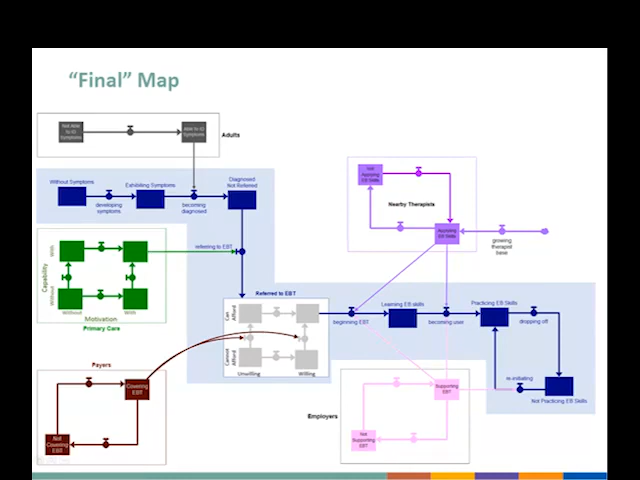 “Final” Map
Not Able
to ID
Symptoms
Able to ID
Symptoms
Adults
Without Symptoms
Exhibiting Symptoms
Diagnosed
Not Referred
developing
symptoms
becoming
diagnosed
Not
Applying
EB Skills
Nearby Therapists
Applying
EB Skills
growing
therapist
base
referring to EBT
Capability
With
Without
Without
With
Motivation
Primary Care
Referred to EBT
Can
Afford
Cannot
Afford
Unwilling
Willing
beginning EBT
Learning EB skills
becoming user
Practicing EB Skills
dropping off
re-initiating
Not Practicing EB Skills
Payers
Covering
EBT
Not
Covering
EBT
Employers
Supporting
EBT
Not
Supporting
EBT